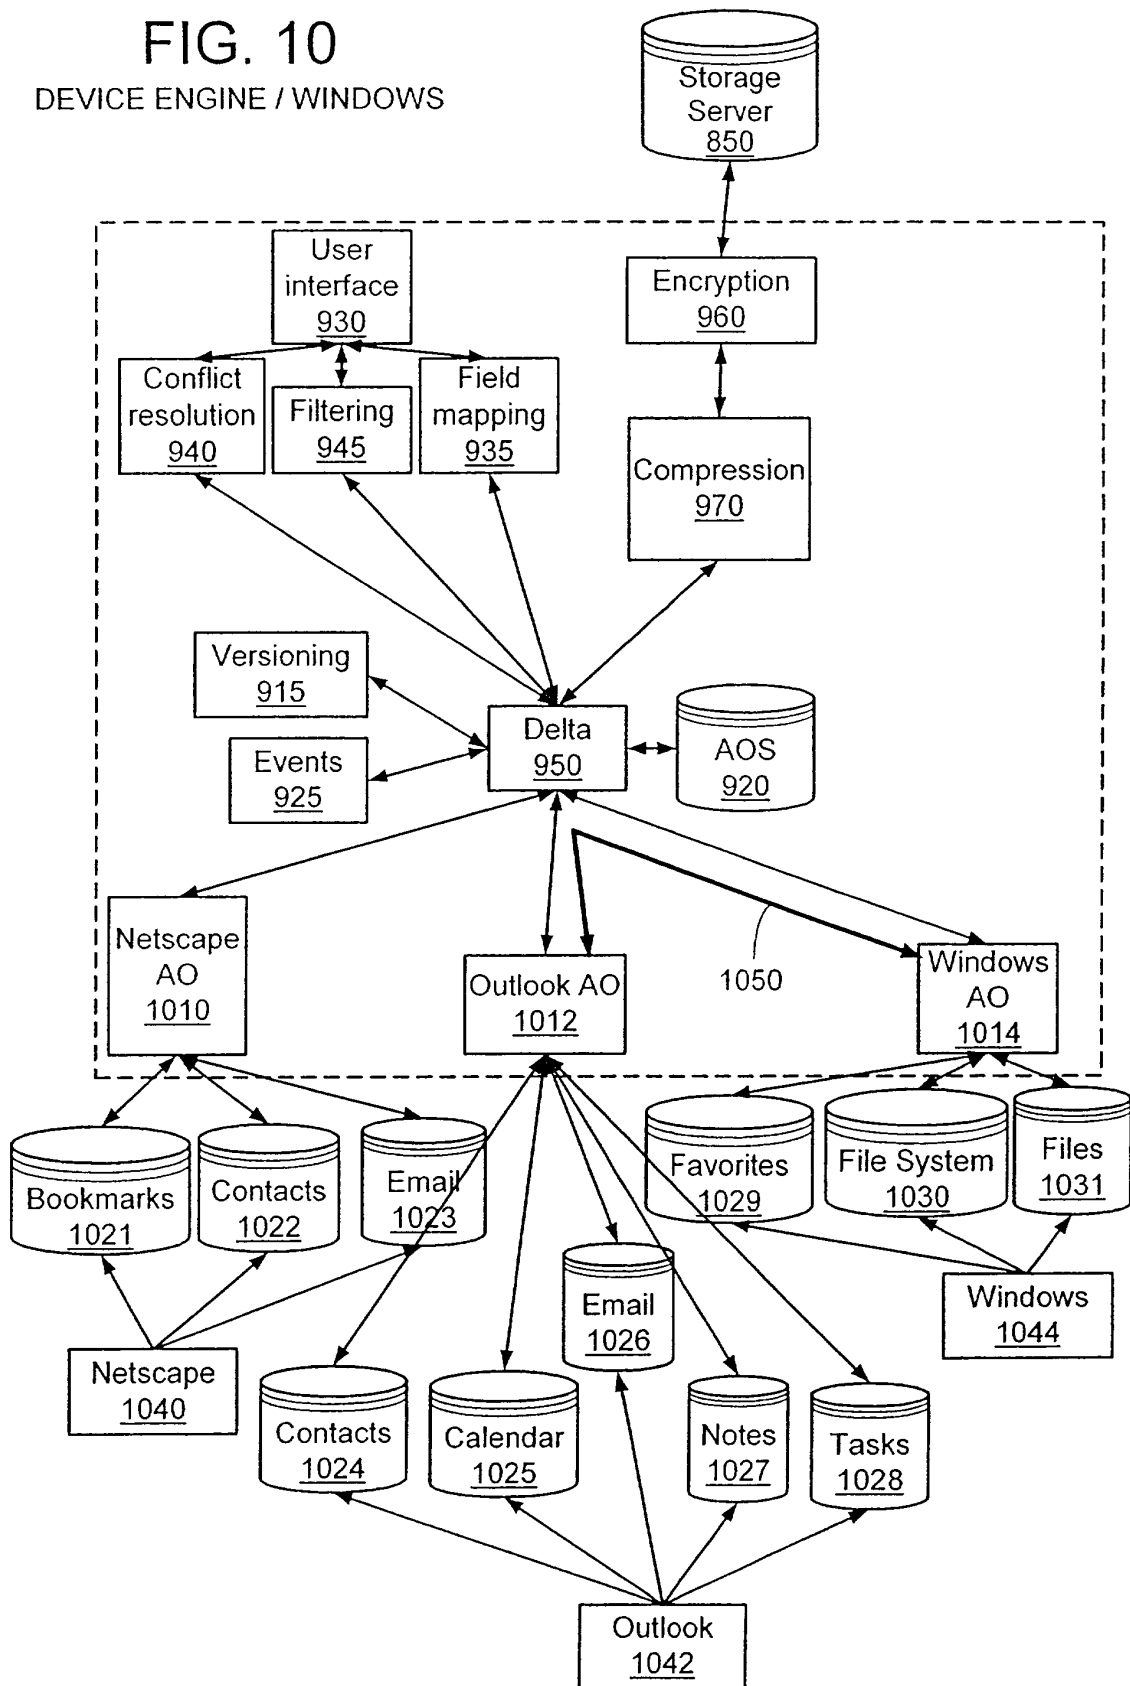 FIG. 10
DEVICE ENGINE / WINDOWS
Storage
Server
850
User
interface
930
Encryption
960
Conflict
resolution
940
Filtering
945
Field
mapping
935
Compression
970
Versioning
915
Events
925
Delta
950
AOS
920
Netscape
AO
1010
Outlook AO
1012
1050
Windows
AO
1014
Bookmarks
1021
Contacts
1022
Email
1023
Favorites
1029
File System
1030
Files
1031
Netscape
1040
Windows
1044
Contacts
1024
Calendar
1025
Email
1026
Notes
1027
Tasks
1028
Outlook
1042